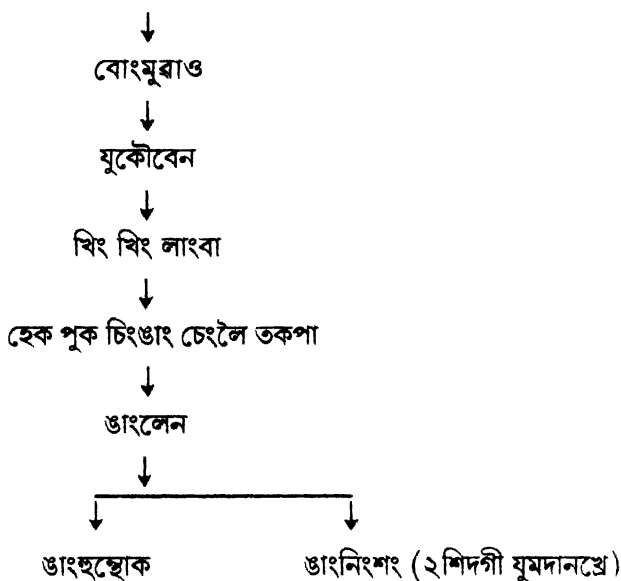 বোংমুৱাও
যুকৌবেন
খিং খিং লাংবা
হেক পুক চিংঙাং চেংলৈ তকপা
ঙাংলেন
ঙাংহুন্থোক ঙাংনিংশং (২শিদগী যুমদানখ্রে)